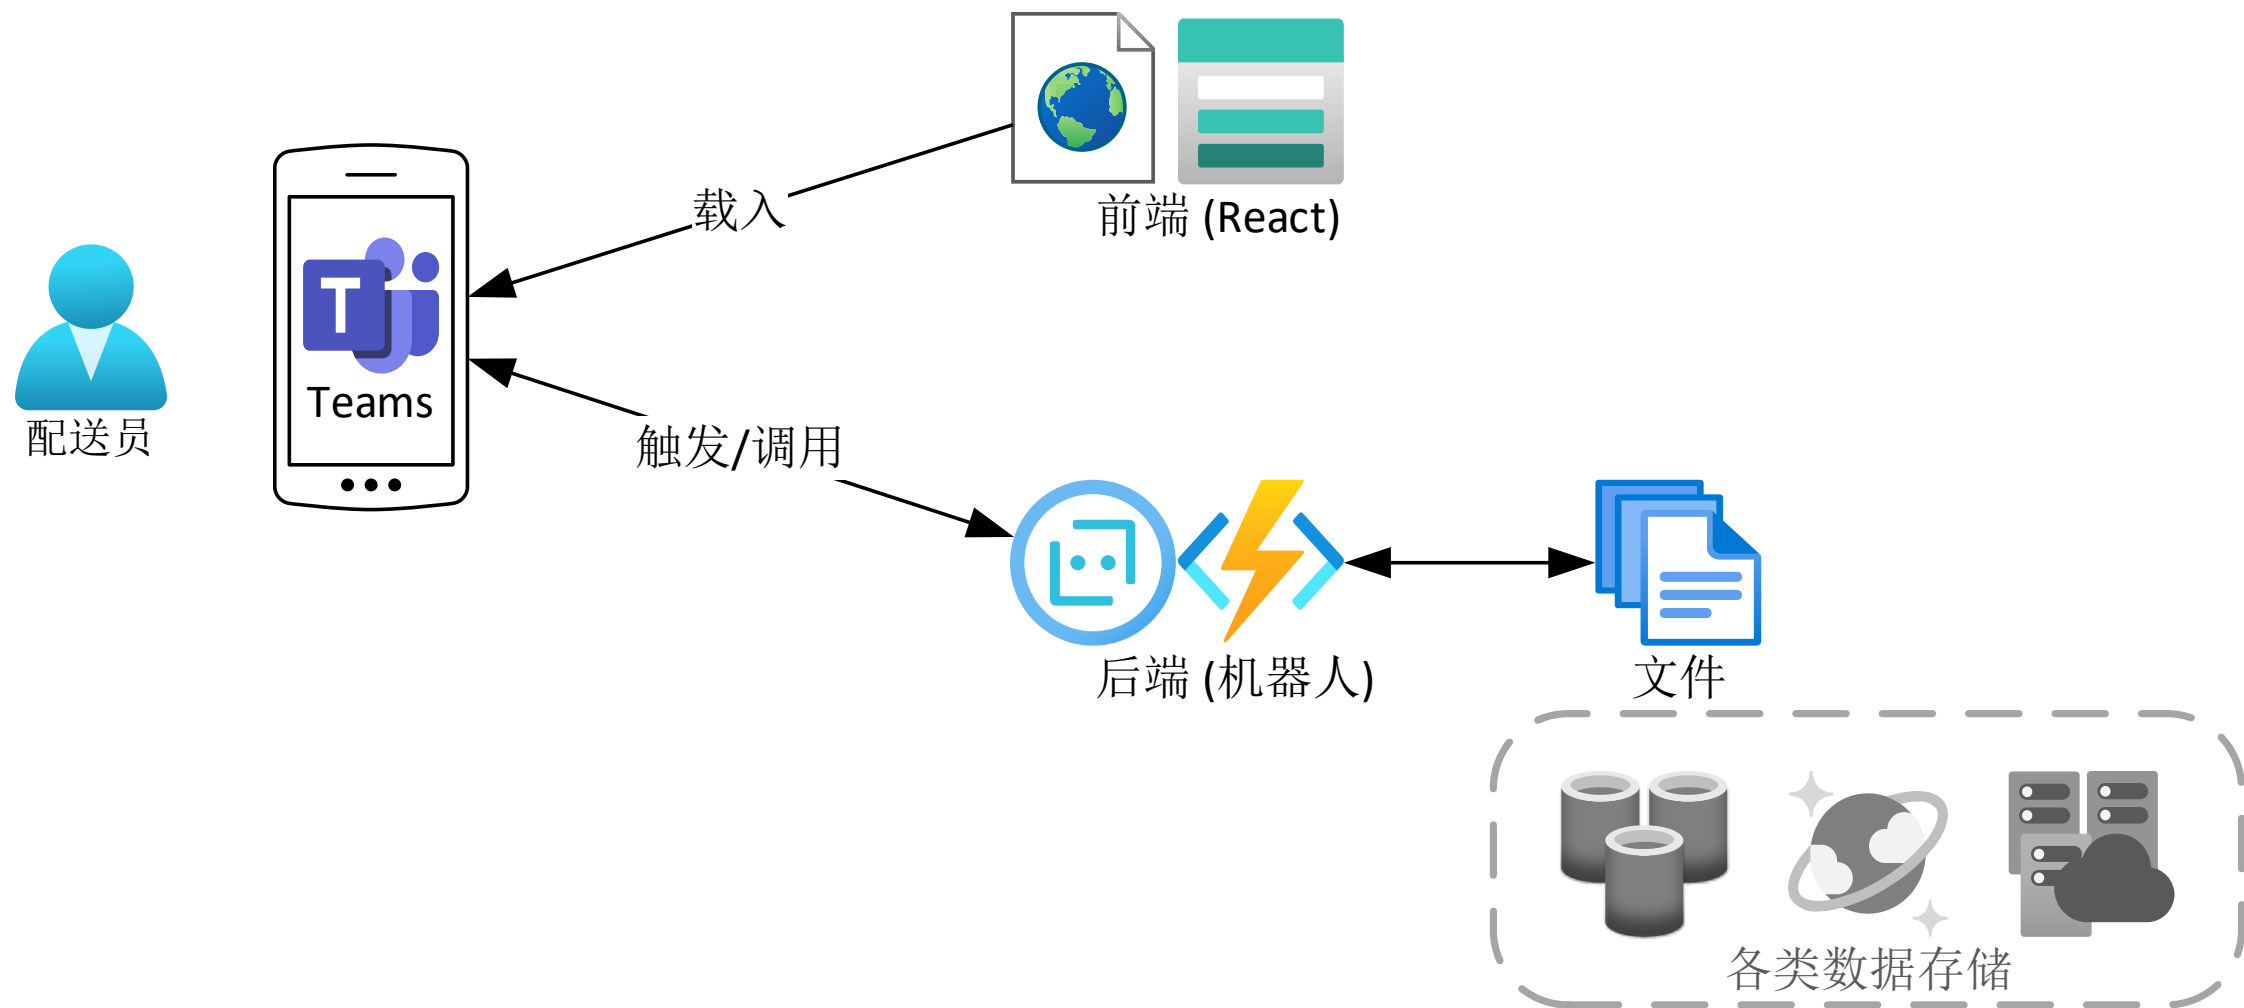 载入
前端 (React)
T
Teams
配送员
触发/调用
后端 (机器人)
文件
各类数据存储